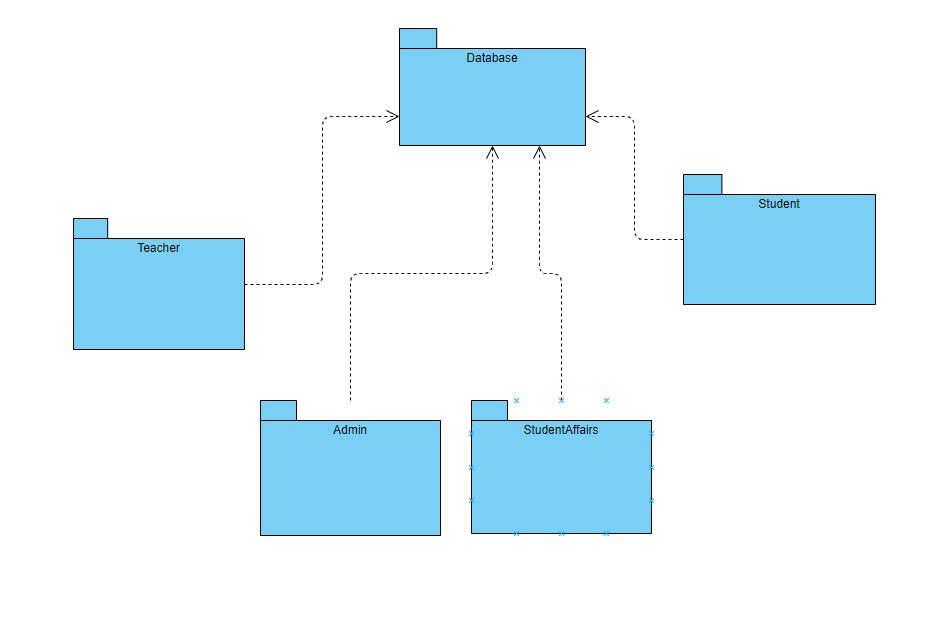 Database
Student
Teacher
Admin
StudentAffairs